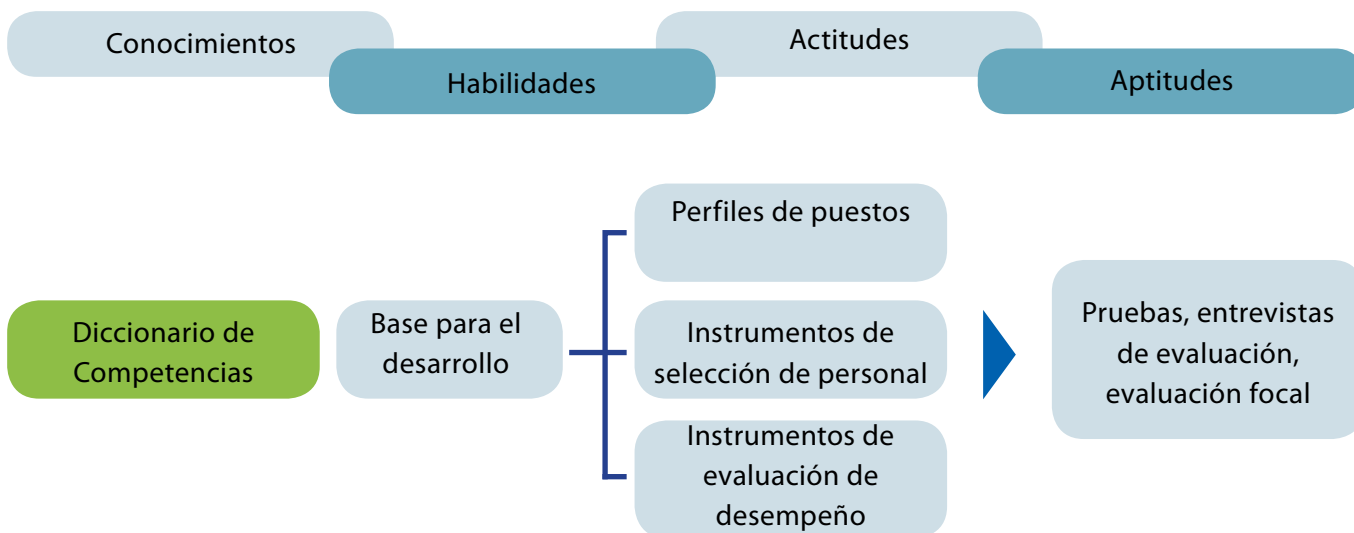 Conocimientos
Habilidades
Actitudes
Aptitudes
Diccionario de
Competencias
Base para el
desarrollo
Perfiles de puestos
Instrumentos de
selección de personal
Instrumentos de
evaluación de
desempeño
Pruebas, entrevistas
de evaluación,
evaluación focal